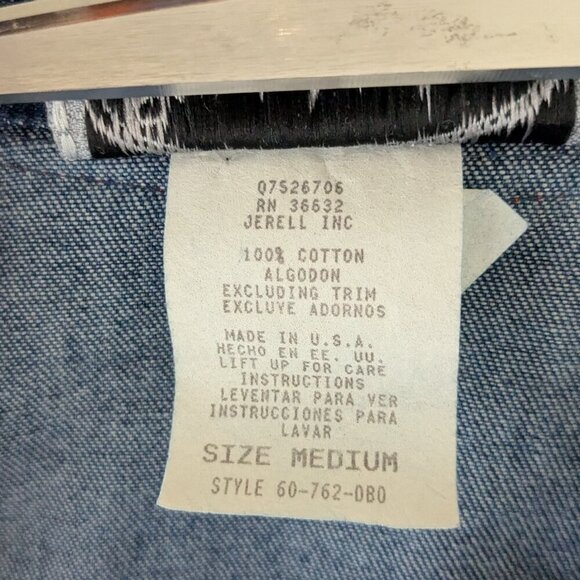 Q7S26706
RN 36632
JERELL INC
100% COTTON
ALGODON
EXCLUDING TRIM
EXCLUYE ADORNOS
MADE IN U.S.A.
HECHO EN EE. UU.
LIFT UP FOR CARE
INSTRUCTIONS
LEVENTAR PARA VER
INSTRUCCIONES PARA
LAVAR
SIZE MEDIUM
STYLE 60-762-0B0